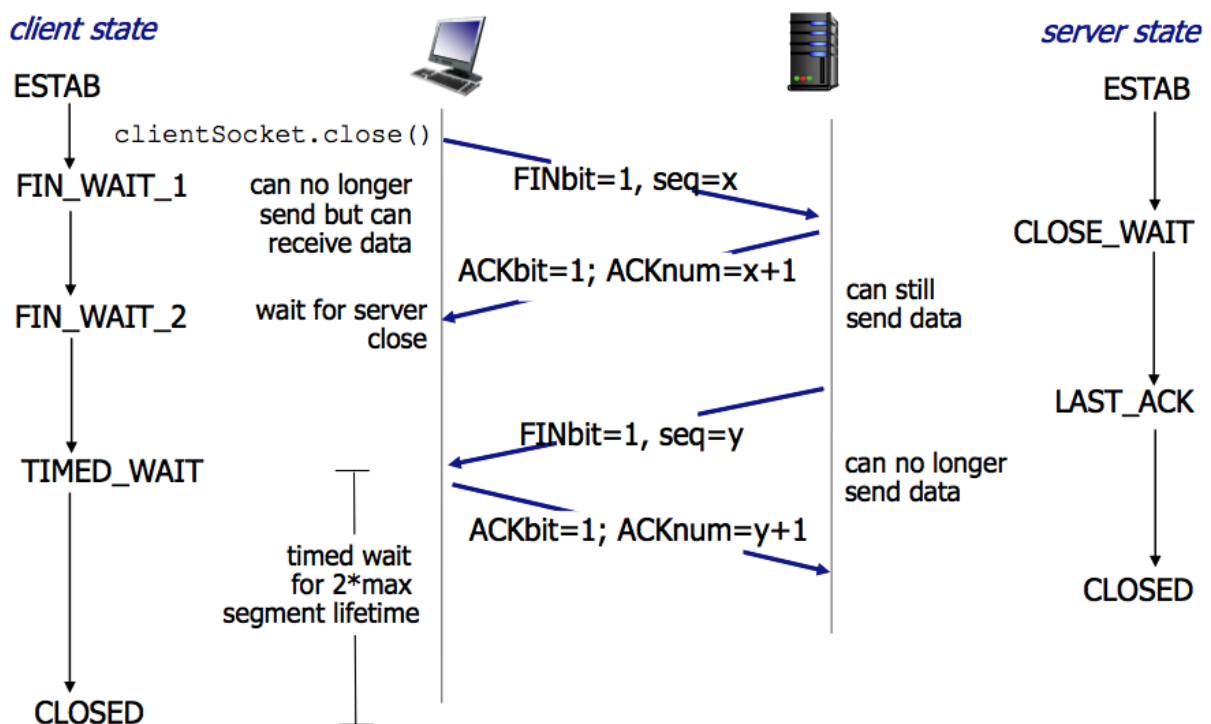 client state
server state
ESTAB
ESTAB
clientSocket.close()
FINbit=1, seq=x
FIN_WAIT_1
can no longer
send but can
receive data
CLOSE_WAIT
ACKbit=1; ACKnum=x+1
can still
send data
FIN_WAIT_2
wait for server
close
LAST_ACK
FINbit=1, seq=y
TIMED_WAIT
can no longer
send data
ACKbit=1; ACKnum=y+1
timed wait
for 2*max
segment lifetime
CLOSED
CLOSED